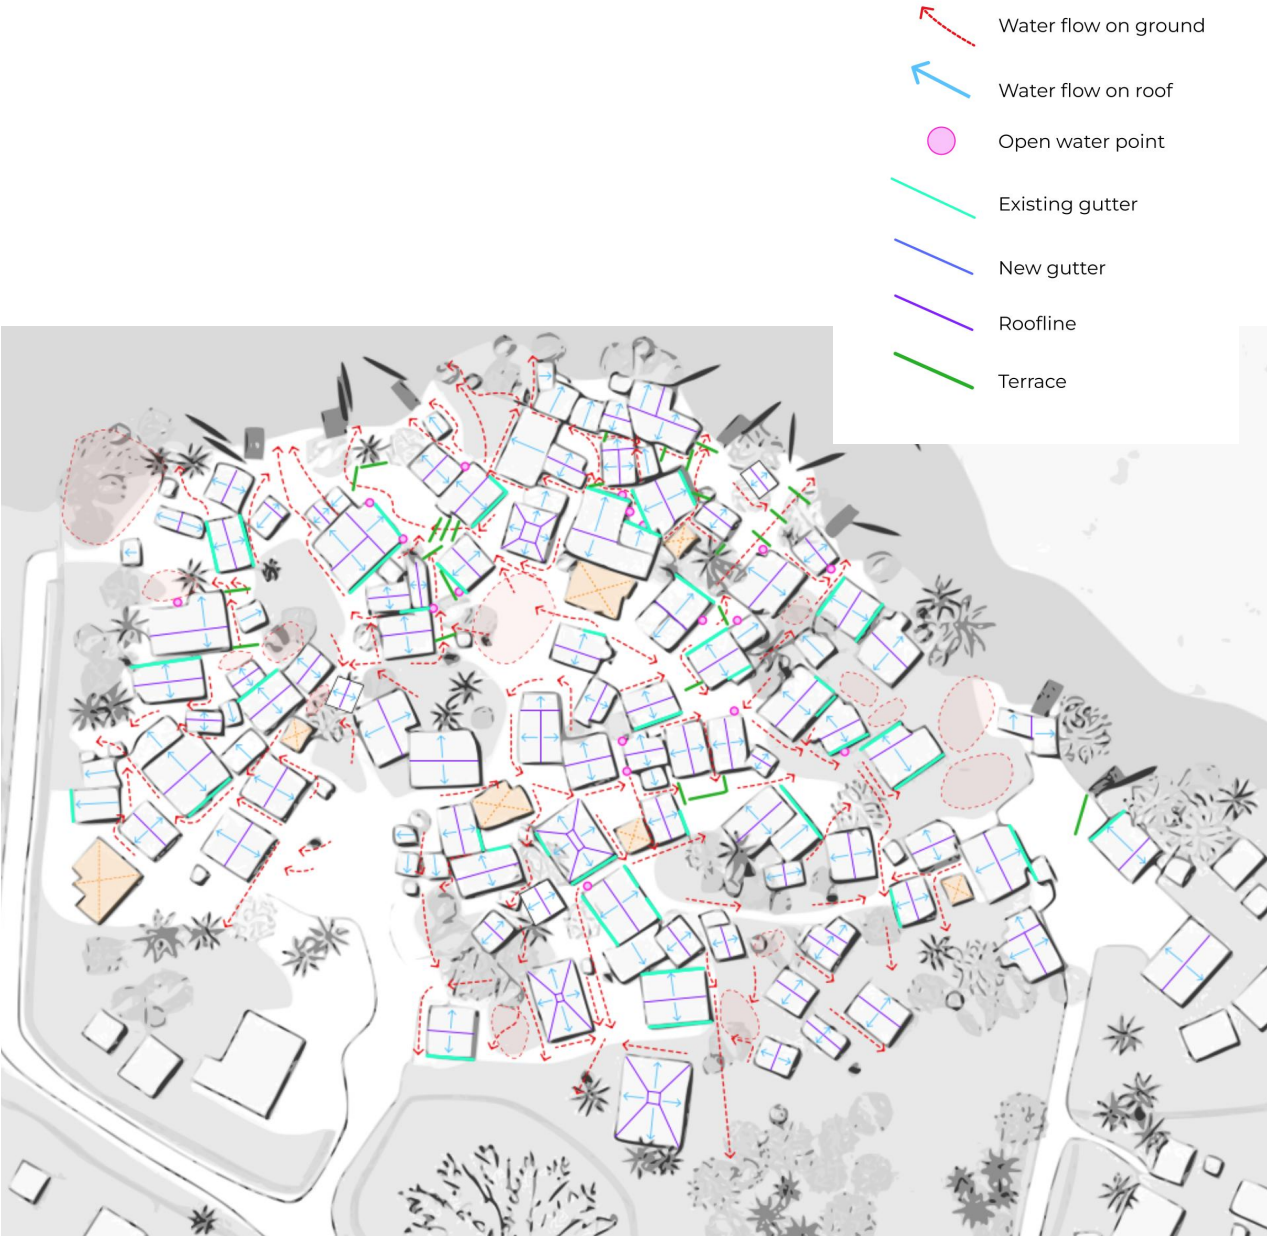 Water flow on ground
Water flow on roof
Open water point
Existing gutter
New gutter
Roofline
Terrace